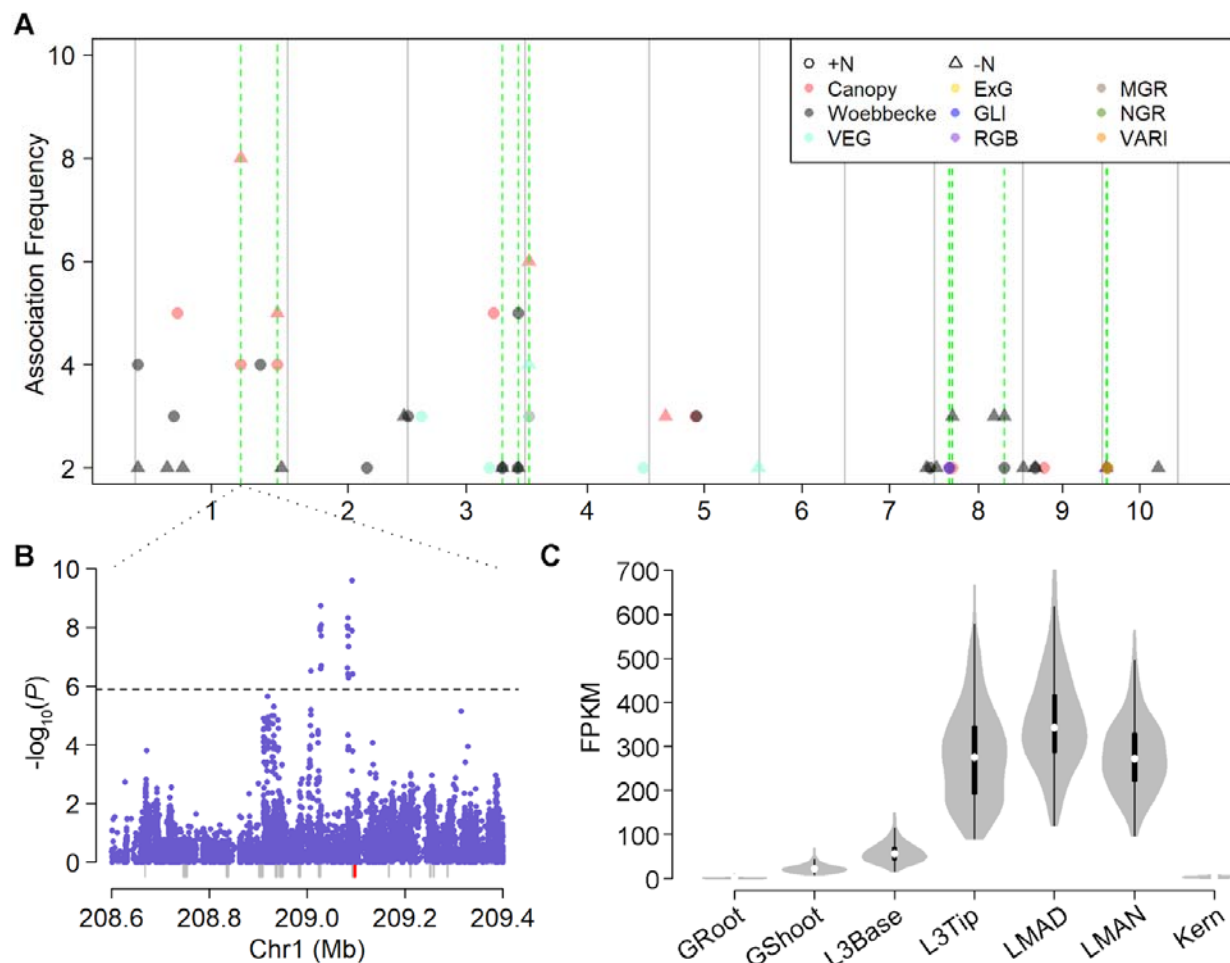 A
Association Frequency
10
8
6
4
2
+N -N
Canopy ExG MGR
Woebbecke GLI NGR
VEG RGB VARI
1 2 3 4 5 6 7 8 9 10
B
-log10(P)
10
8
6
4
2
0
208.6 208.8 209.0 209.2 209.4
Chr1 (Mb)
C
FPKM
700
600
500
400
300
200
100
0
GRoot GShoot L3Base L3Tip LMAD LMAN Kern